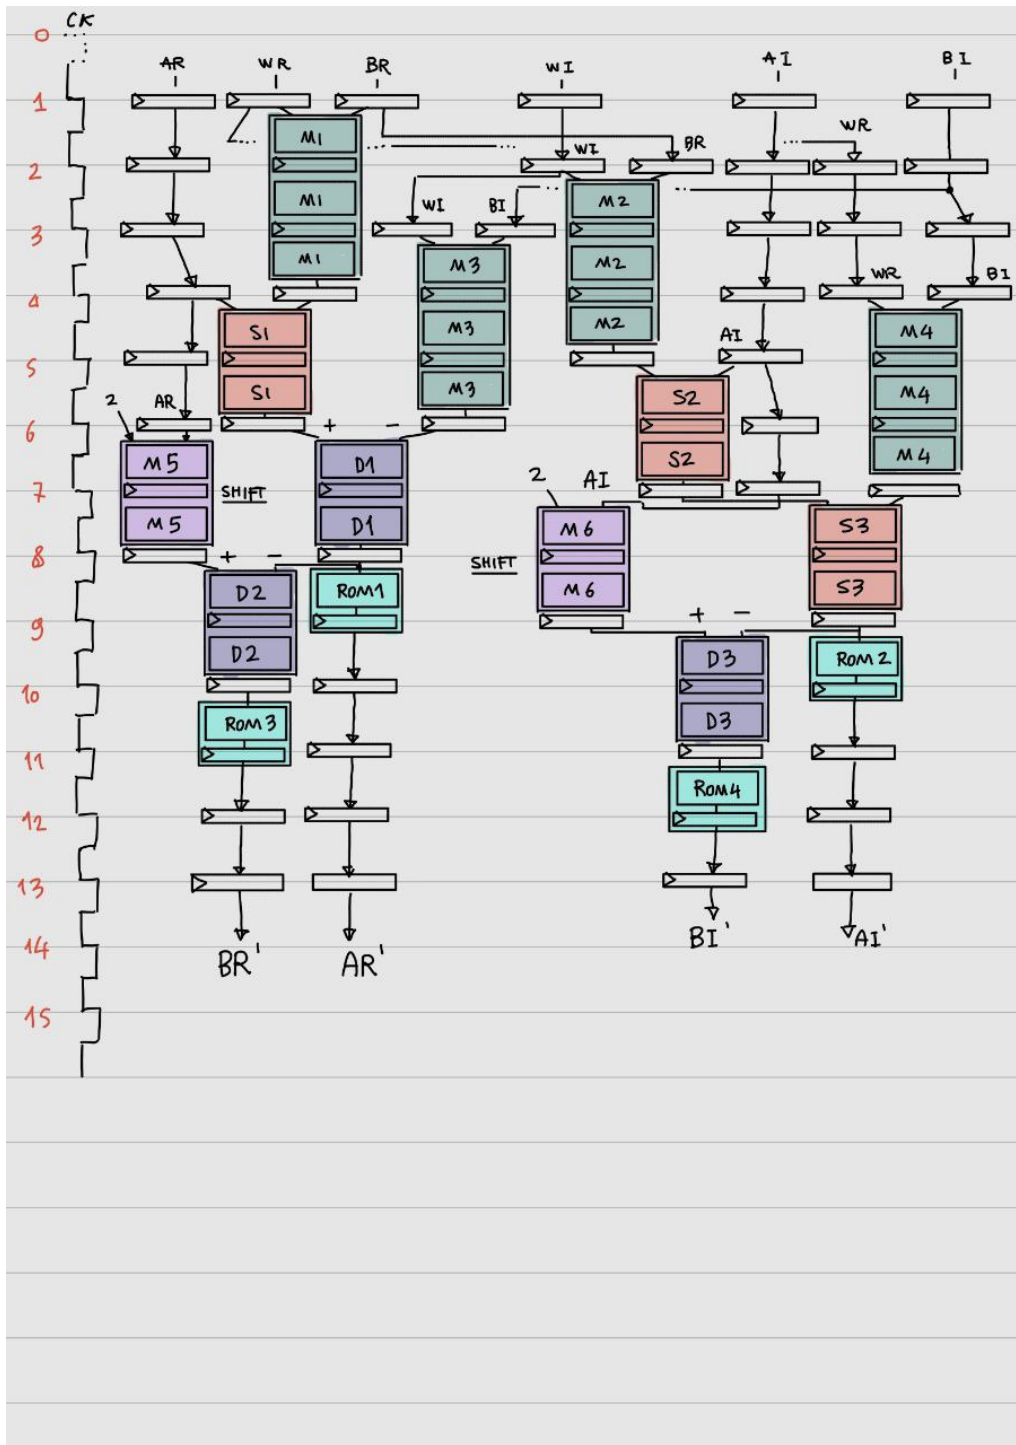 CK
0
AR WR BR WI AI BI
1
M1 WR
WI BR
2
M1 WI BI M2
3
M1 M3 M2 WR BI
4
S1 M3 M2 AI M4
5
S1 M3 S2 M4
2 AR
6
+ - M4
M5 D1 S2
2 AI
7
SHIFT
M5 D1 M6 S3
8
+ - SHIFT
D2 ROM1 M6 S3
9
+ -
D2 D3 ROM2
10
ROM3 D3
11
ROM4
12
13
BR' AR' BI' AI'
14
15